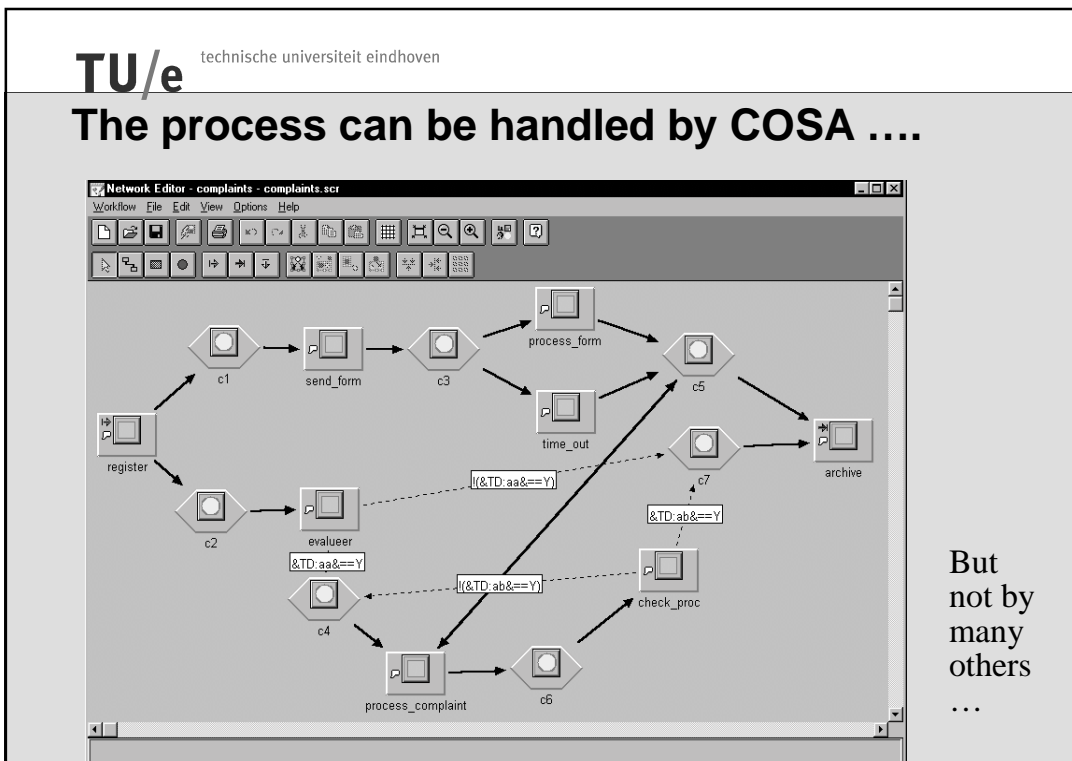 TU/e technische universiteit eindhoven
The process can be handled by COSA ….
Network Editor - complaints - complaints.scr
Workflow File Edit View Options Help
process_form
c1
send_form
c3
c5
time_out
register
archive
c7
!(&TD:aa&==Y)
c2
evalueer
&TD:ab&==Y
&TD:aa&==Y
!(&TD:ab&==Y)
check_proc
c4
process_complaint
c6
But
not by
many
others
…